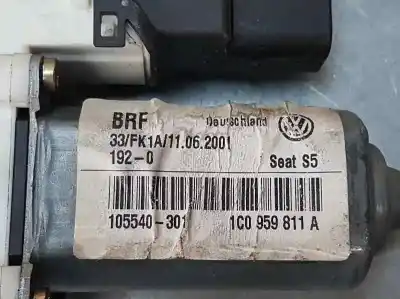 BRF Deutschland
33/FK1A/11.06.2001
192-0 Seat S5
105540-301 1C0 959 811 A